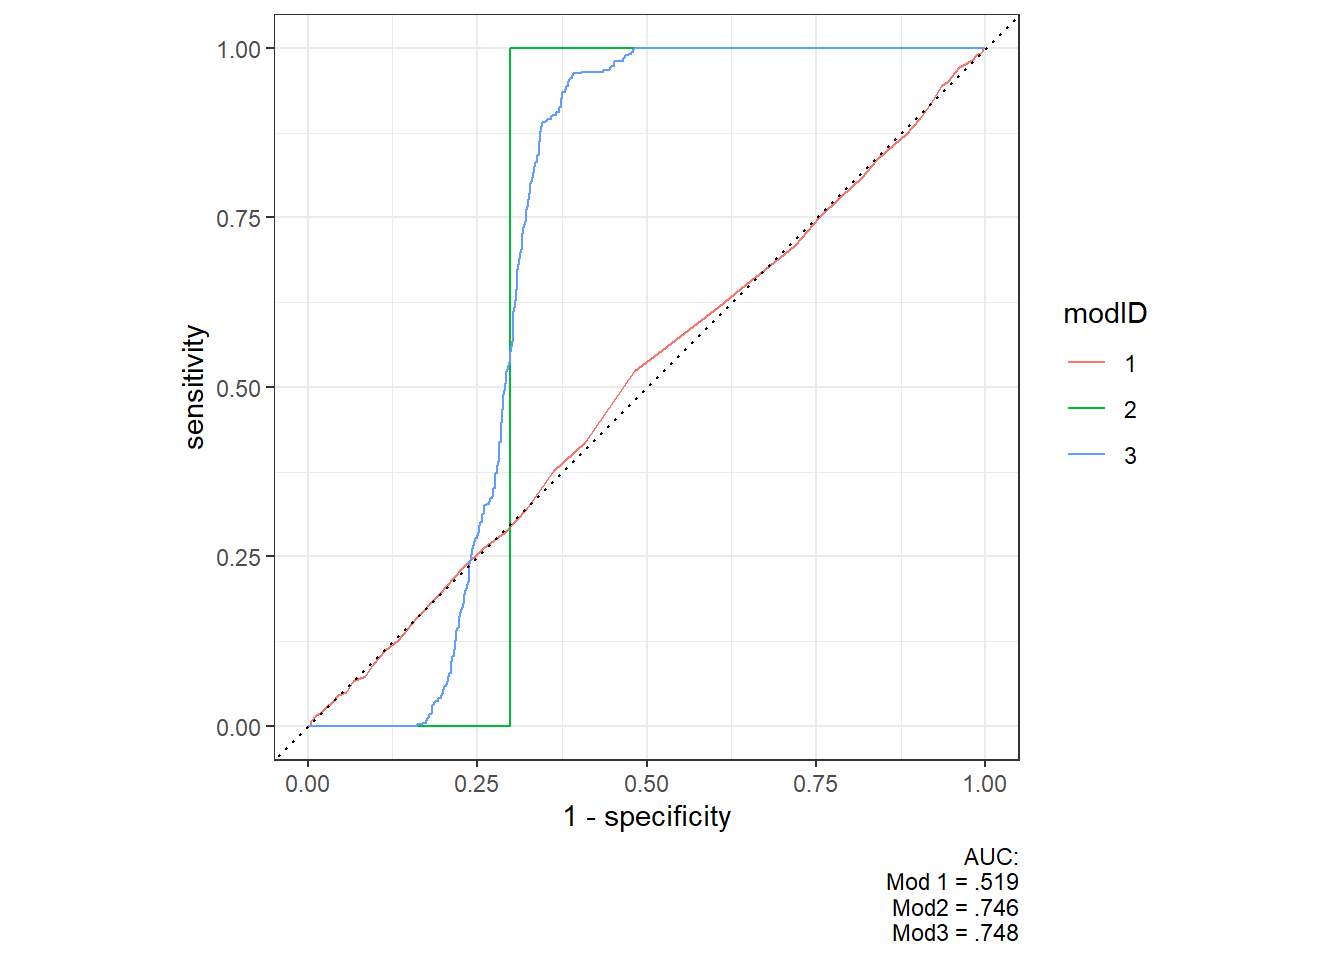 1.00
0.75
0.50
0.25
0.00
sensitivity
0.00 0.25 0.50 0.75 1.00
1 - specificity
modID
1
2
3
AUC:
Mod 1 = .519
Mod2 = .746
Mod3 = .748